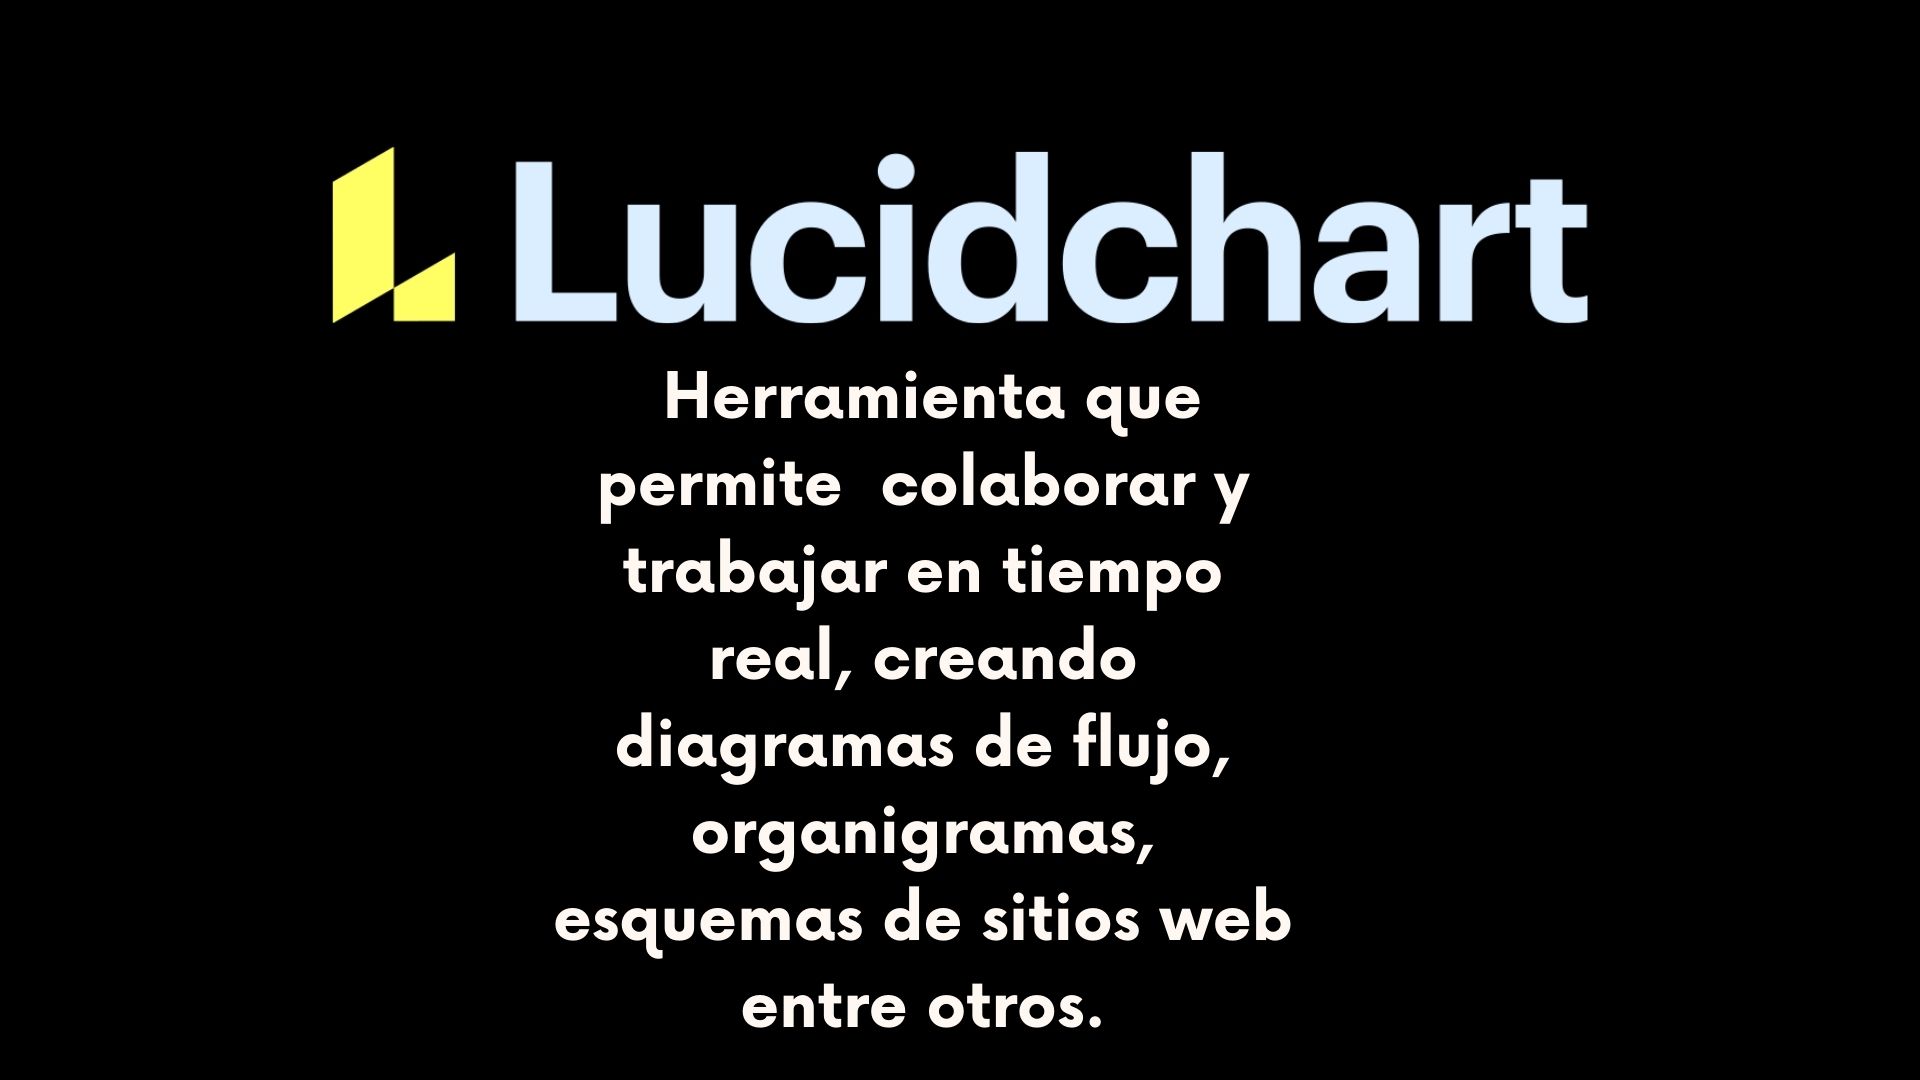 Lucidchart
Herramienta que
permite  colaborar y
trabajar en tiempo
real, creando
diagramas de flujo,
organigramas,
esquemas de sitios web
entre otros.